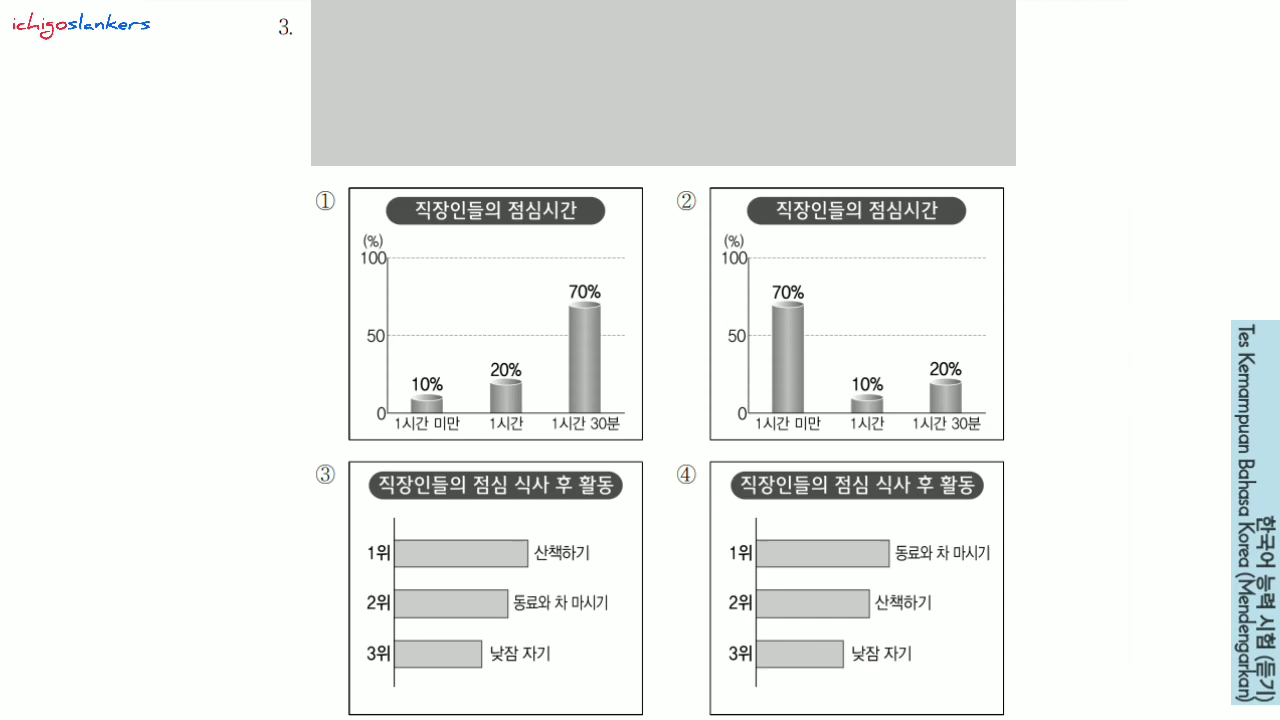 ichigoslankers
3.
①
직장인들의 점심시간
(%)
100
50
0
10%
20%
70%
1시간 미만
1시간
1시간 30분
②
직장인들의 점심시간
(%)
100
50
0
70%
10%
20%
1시간 미만
1시간
1시간 30분
③
직장인들의 점심 식사 후 활동
1위 산책하기
2위 동료와 차 마시기
3위 낮잠 자기
④
직장인들의 점심 식사 후 활동
1위 동료와 차 마시기
2위 산책하기
3위 낮잠 자기
한국어 능력 시험 (듣기)
Tes Kemampuan Bahasa Korea (Mendengarkan)